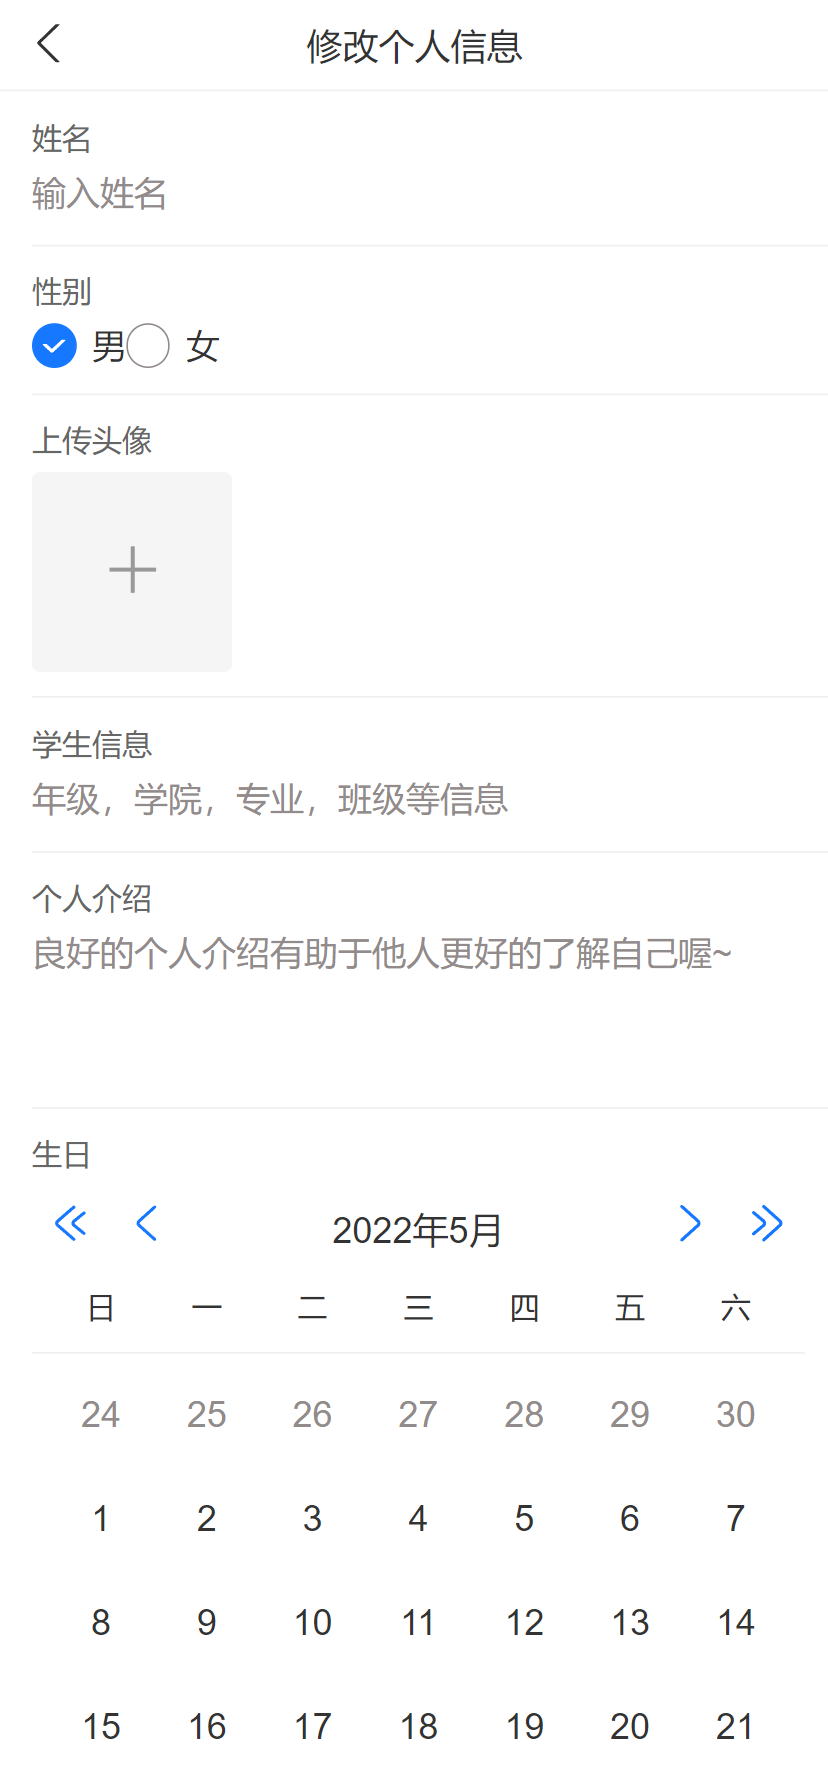 修改个人信息
姓名
输入姓名
性别
男 女
上传头像
学生信息
年级，学院，专业，班级等信息
个人介绍
良好的个人介绍有助于他人更好的了解自己喔~
生日
2022年5月
日 一 二 三 四 五 六
24 25 26 27 28 29 30
1 2 3 4 5 6 7
8 9 10 11 12 13 14
15 16 17 18 19 20 21